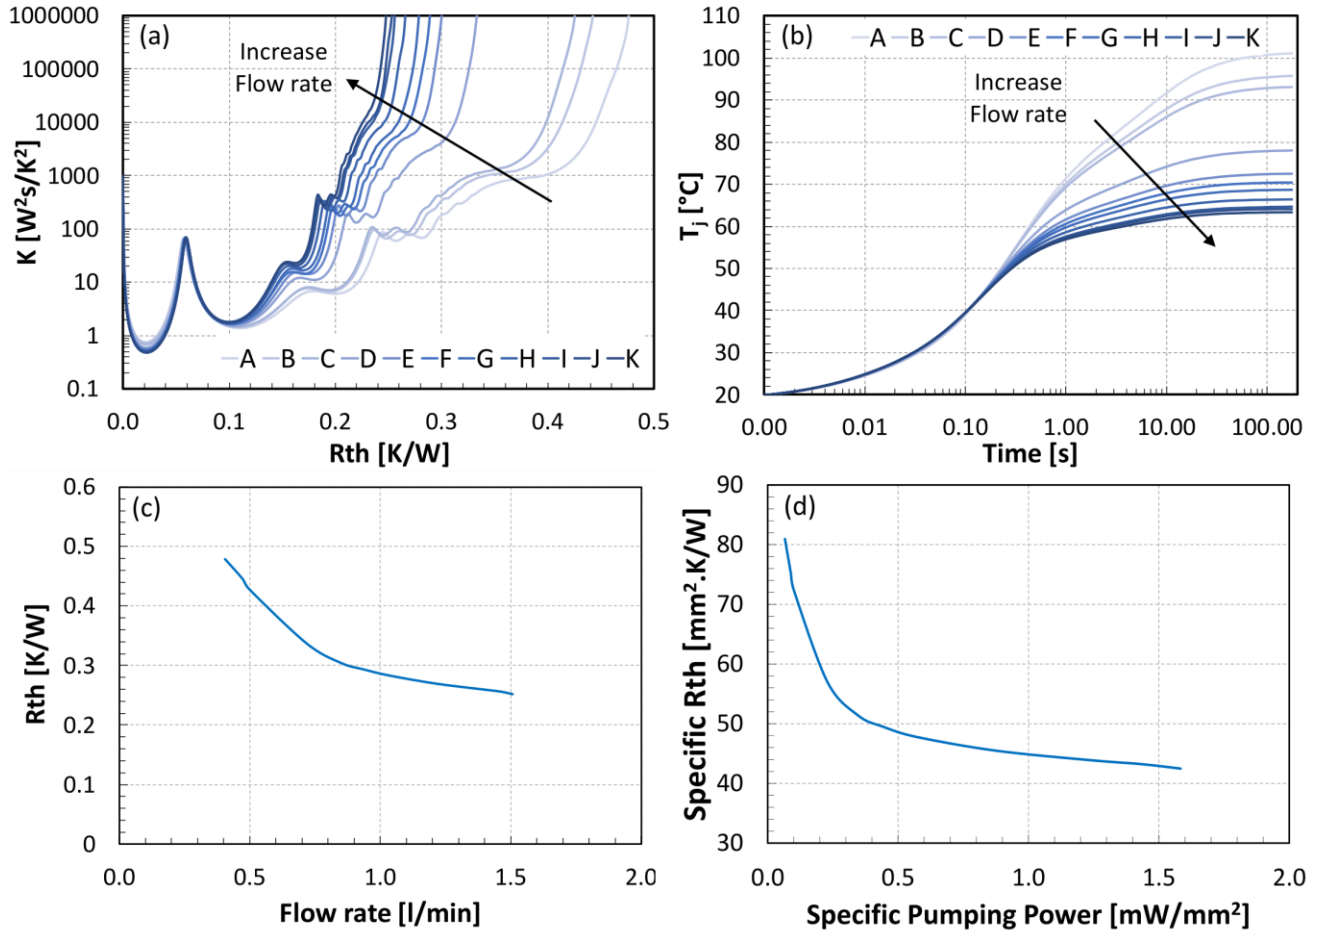 (a)
Increase
Flow rate
K [W²s/K²]
1000000
100000
10000
1000
100
10
1
0.1
A B C D E F G H I J K
0.0 0.1 0.2 0.3 0.4 0.5
Rth [K/W]
(b)
A B C D E F G H I J K
Increase
Flow rate
Tj [°C]
110
100
90
80
70
60
50
40
30
20
0.00 0.01 0.10 1.00 10.00 100.00
Time [s]
(c)
Rth [K/W]
0.6
0.5
0.4
0.3
0.2
0.1
0
0.0 0.5 1.0 1.5 2.0
Flow rate [l/min]
(d)
Specific Rth [mm².K/W]
90
80
70
60
50
40
30
0.0 0.5 1.0 1.5 2.0
Specific Pumping Power [mW/mm²]